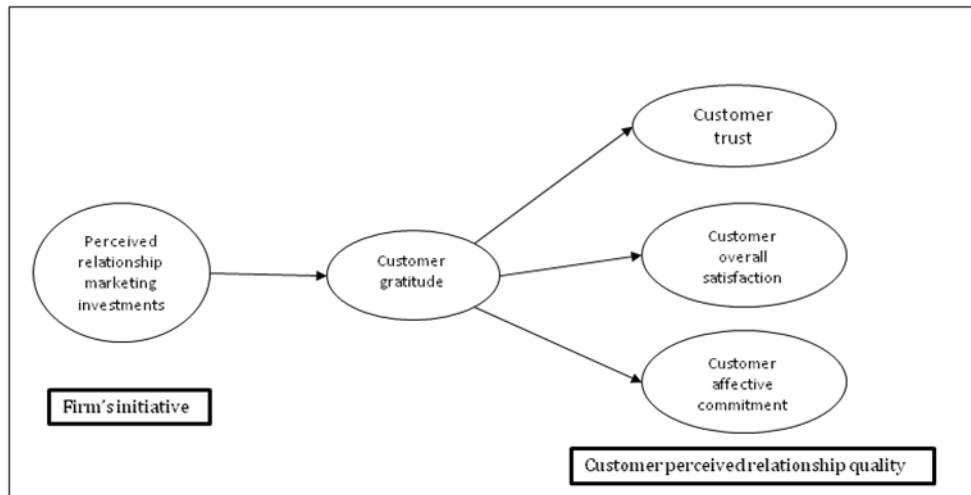 Customer
trust
Perceived
relationship
marketing
investments
Customer
gratitude
Customer
overall
satisfaction
Customer
affective
commitment
Firm´s initiative
Customer perceived relationship quality